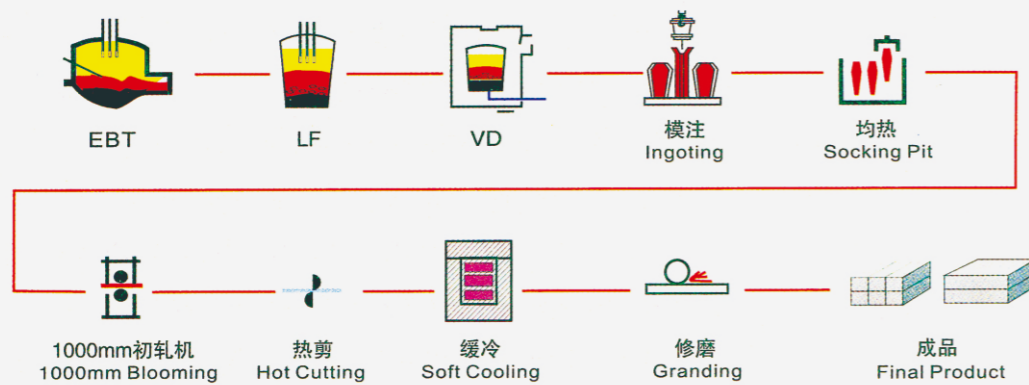 EBT
LF
VD
模注
Ingoting
均热
Socking Pit
1000mm初轧机
1000mm Blooming
热剪
Hot Cutting
缓冷
Soft Cooling
修磨
Granding
成品
Final Product